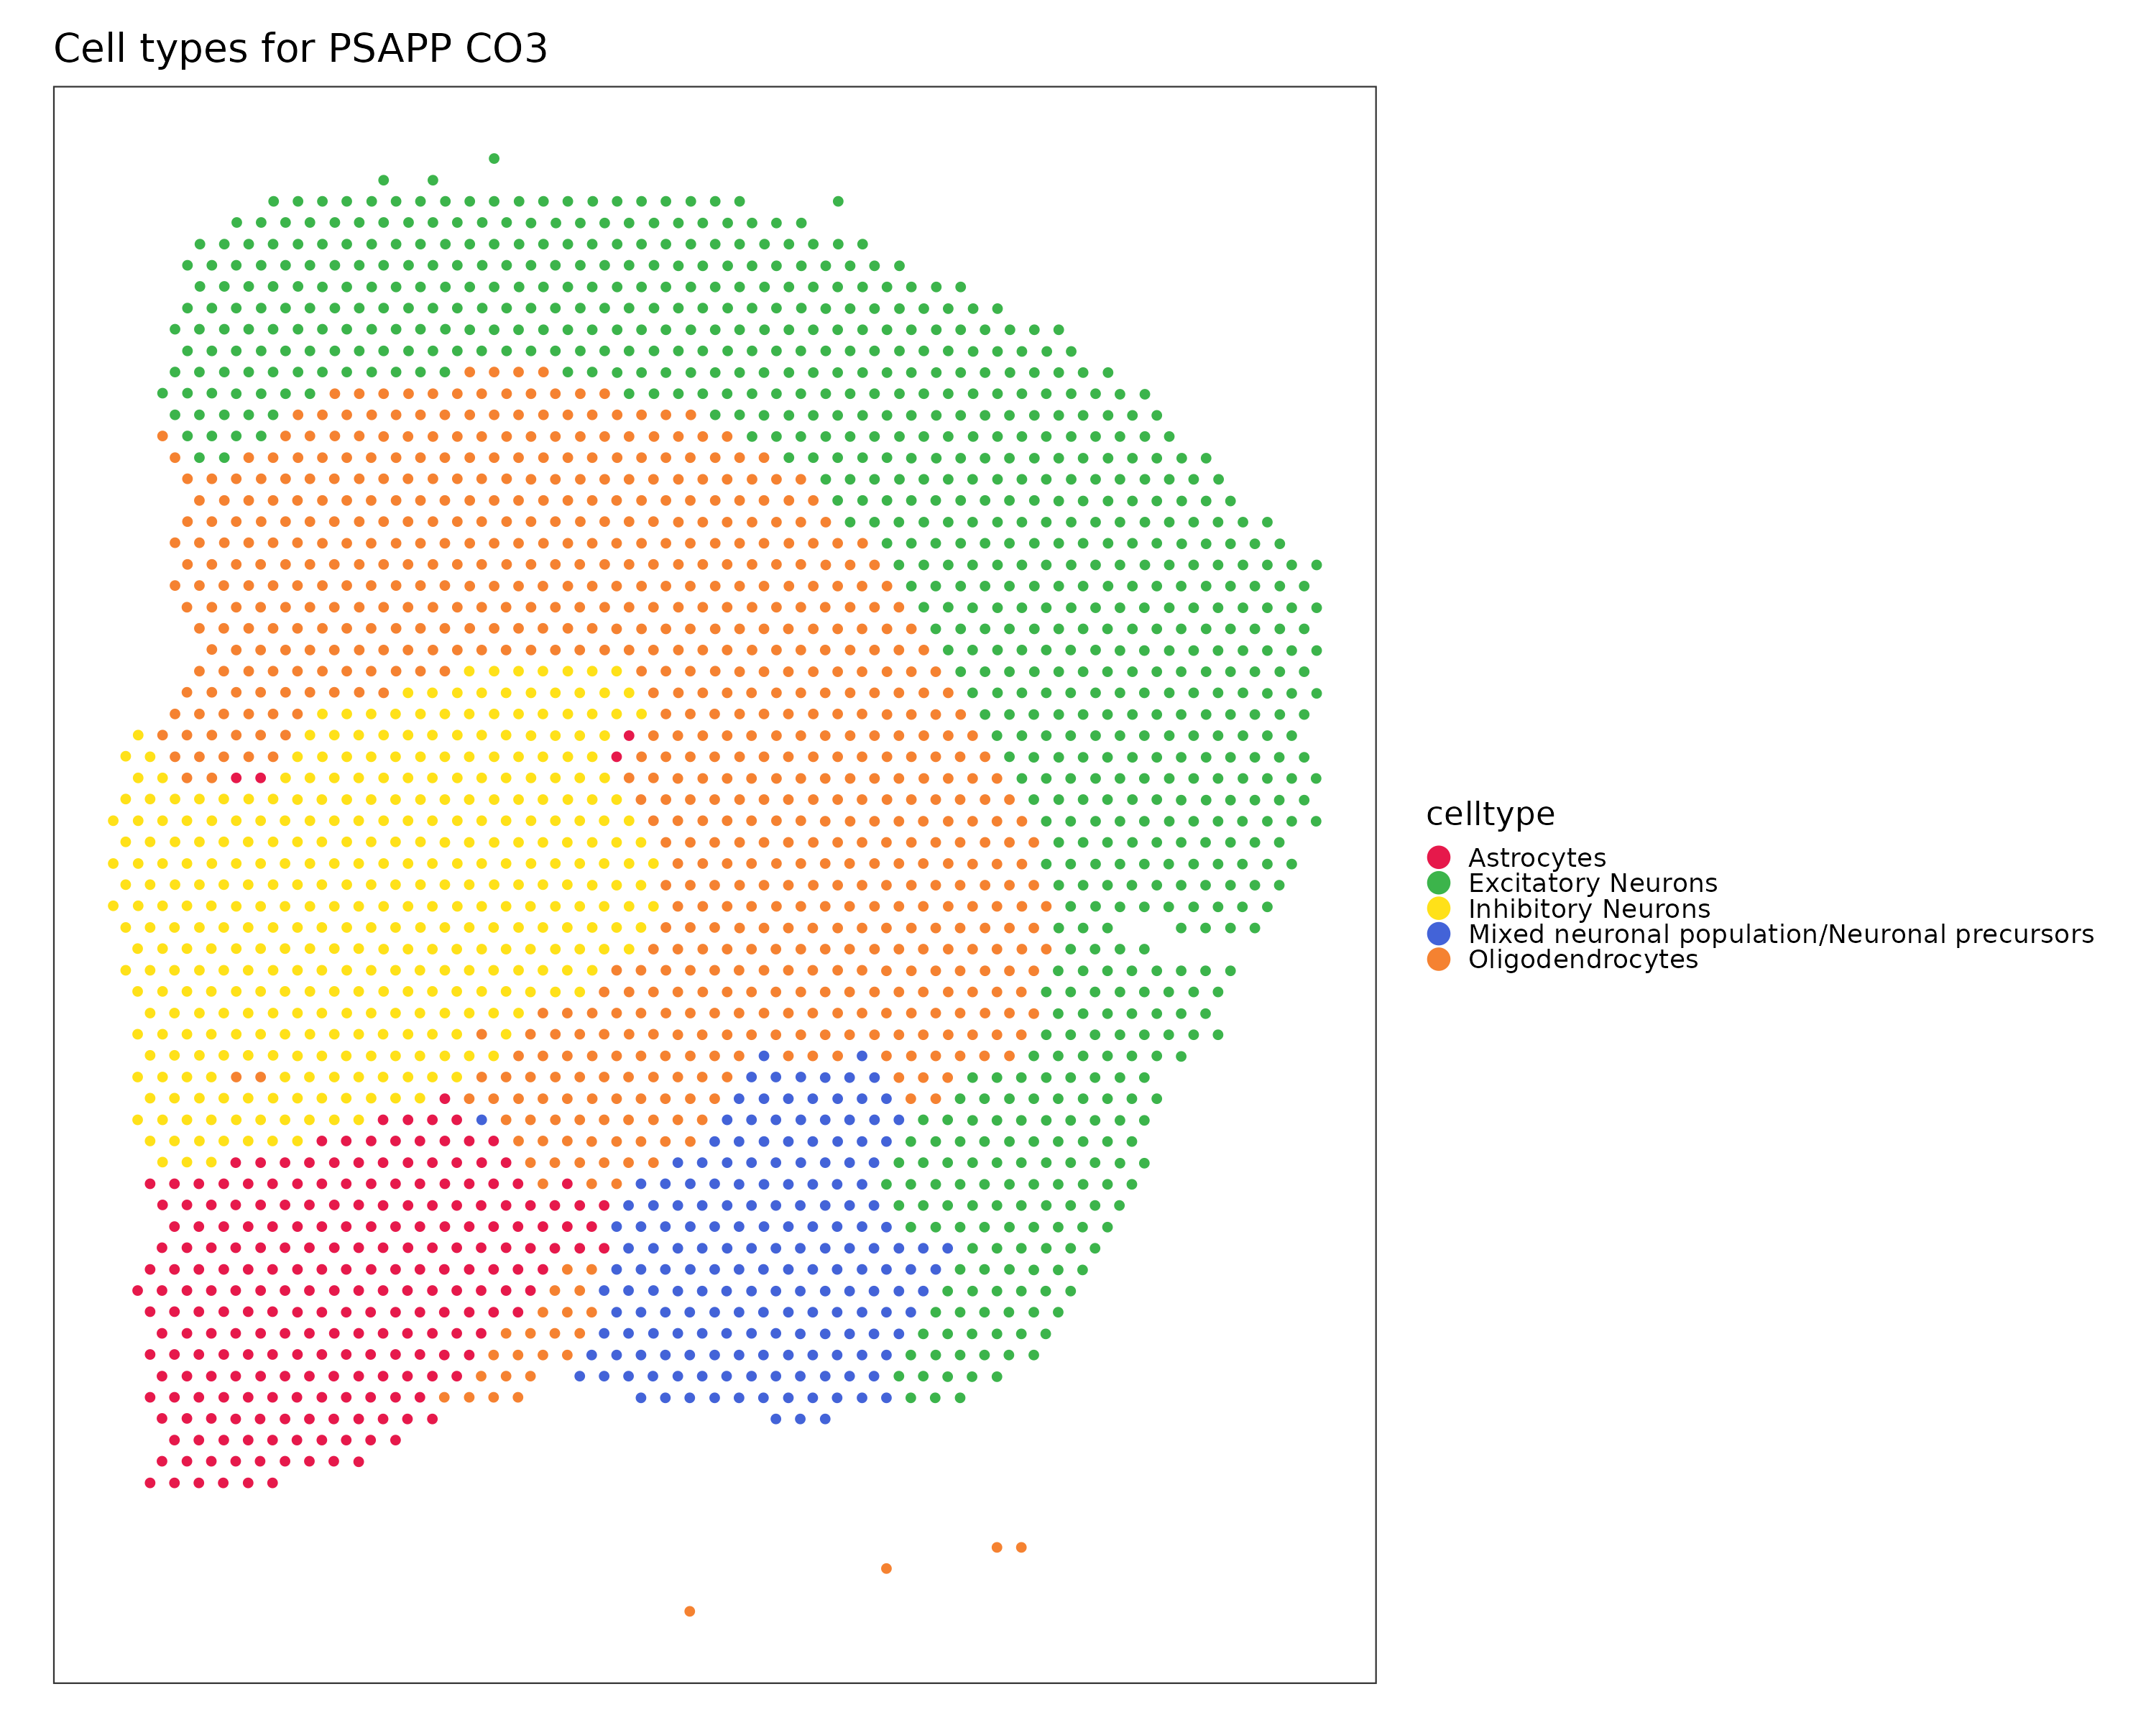 Cell types for PSAPP CO3
celltype
Astrocytes
Excitatory Neurons
Inhibitory Neurons
Mixed neuronal population/Neuronal precursors
Oligodendrocytes